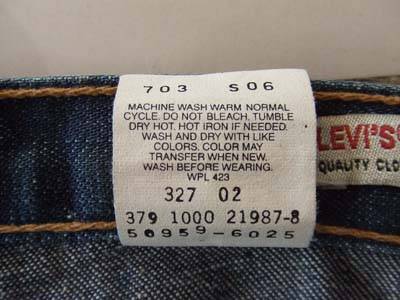 703 S06
MACHINE WASH WARM NORMAL
CYCLE. DO NOT BLEACH. TUMBLE
DRY HOT. HOT IRON IF NEEDED.
WASH AND DRY WITH LIKE
COLORS. COLOR MAY
TRANSFER WHEN NEW.
WASH BEFORE WEARING.
WPL 423
327 02
379 1000 21987-8
50959-6025
LEVI'S
QUALITY CLO